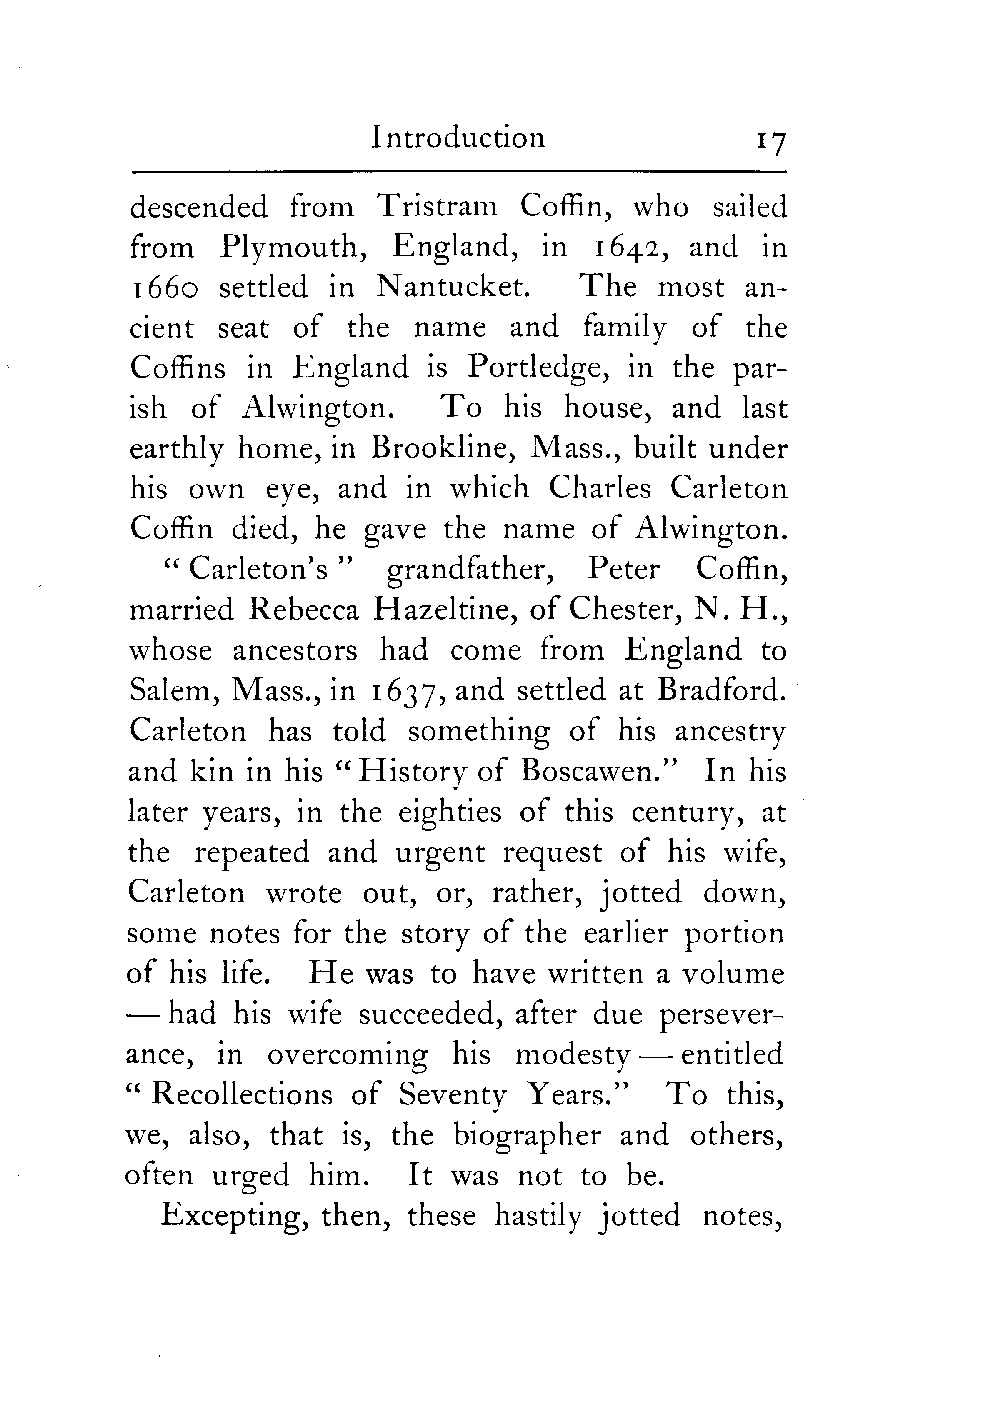 Introduction 17
descended from Tristram Coffin, who sailed
from Plymouth, England, in 1642, and in
1660 settled in Nantucket. The most an-
cient seat of the name and family of the
Coffins in England is Portledge, in the par-
ish of Alwington. To his house, and last
earthly home, in Brookline, Mass., built under
his own eye, and in which Charles Carleton
Coffin died, he gave the name of Alwington.
“ Carleton's ” grandfather, Peter Coffin,
married Rebecca Hazeltine, of Chester, N. H.,
whose ancestors had come from England to
Salem, Mass., in 1637, and settled at Bradford.
Carleton has told something of his ancestry
and kin in his “ History of Boscawen.” In his
later years, in the eighties of this century, at
the repeated and urgent request of his wife,
Carleton wrote out, or, rather, jotted down,
some notes for the story of the earlier portion
of his life. He was to have written a volume
— had his wife succeeded, after due persever-
ance, in overcoming his modesty — entitled
“ Recollections of Seventy Years.” To this,
we, also, that is, the biographer and others,
often urged him. It was not to be.
Excepting, then, these hastily jotted notes,